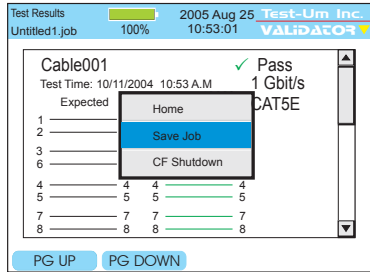 Test Results 2005 Aug 25 Test-Um Inc.
Untitled1.job 100% 10:53:01 VALIDATOR
Cable001 ✓ Pass
Test Time: 10/11/2004 10:53 A.M 1 Gbit/s
Expected CAT5E
Home
Save Job
CF Shutdown
1
2
3
6
4 4 4 4
5 5 5 5
7 7 7 7
8 8 8 8
PG UP PG DOWN